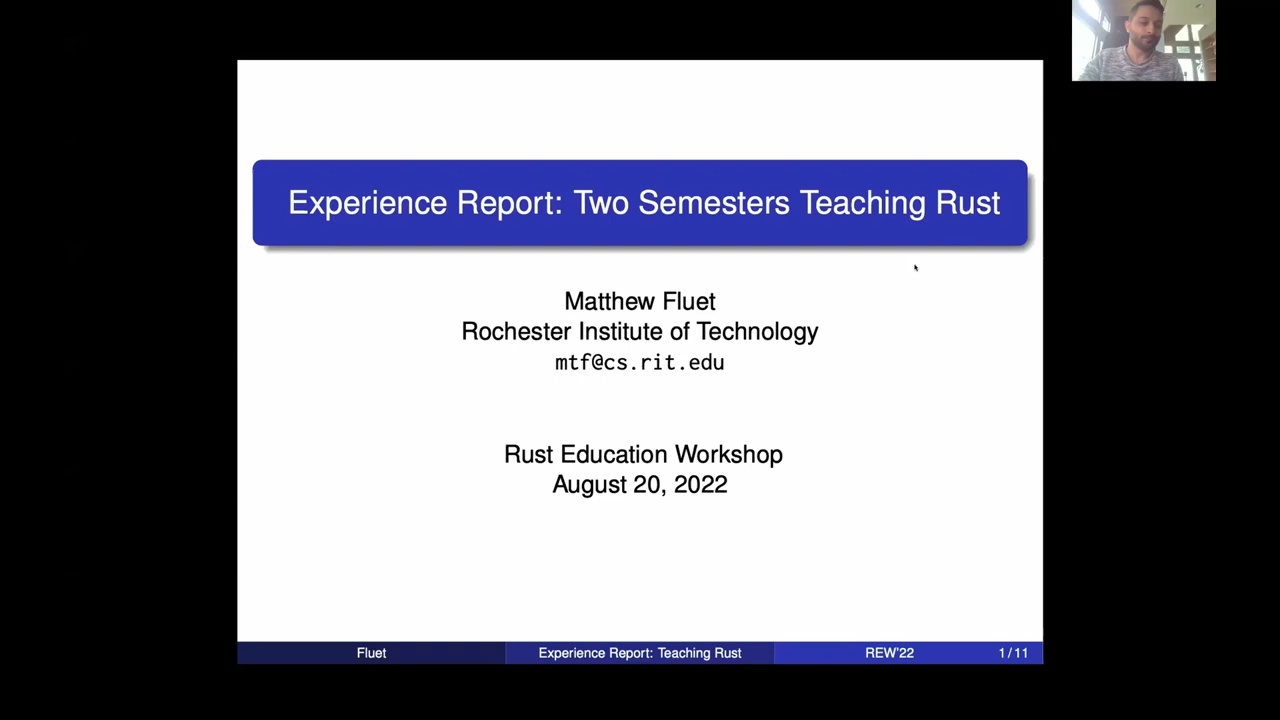 Experience Report: Two Semesters Teaching Rust
Matthew Fluet
Rochester Institute of Technology
mtf@cs.rit.edu
Rust Education Workshop
August 20, 2022
Fluet
Experience Report: Teaching Rust
REW'22
1 / 11